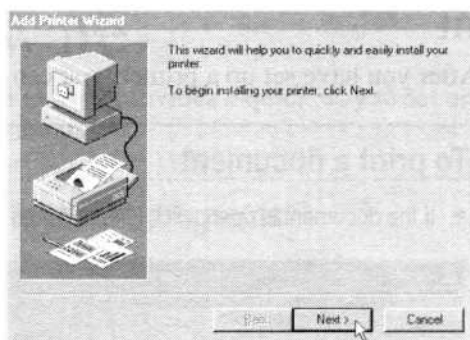 Add Printer Wizard
This wizard will help you to quickly and easily install your
printer.
To begin installing your printer, click Next.
Next >
Cancel